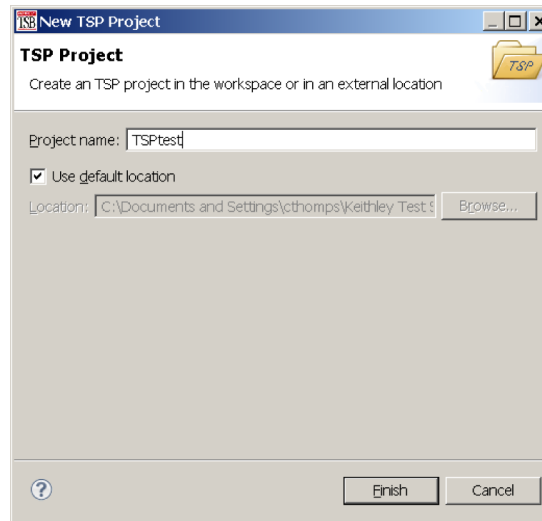 TSB New TSP Project
TSP Project
Create an TSP project in the workspace or in an external location
TSP
Project name: TSPtest
Use default location
Location: C:\Documents and Settings\cthomps\Keithley Test S Browse...
? Finish Cancel